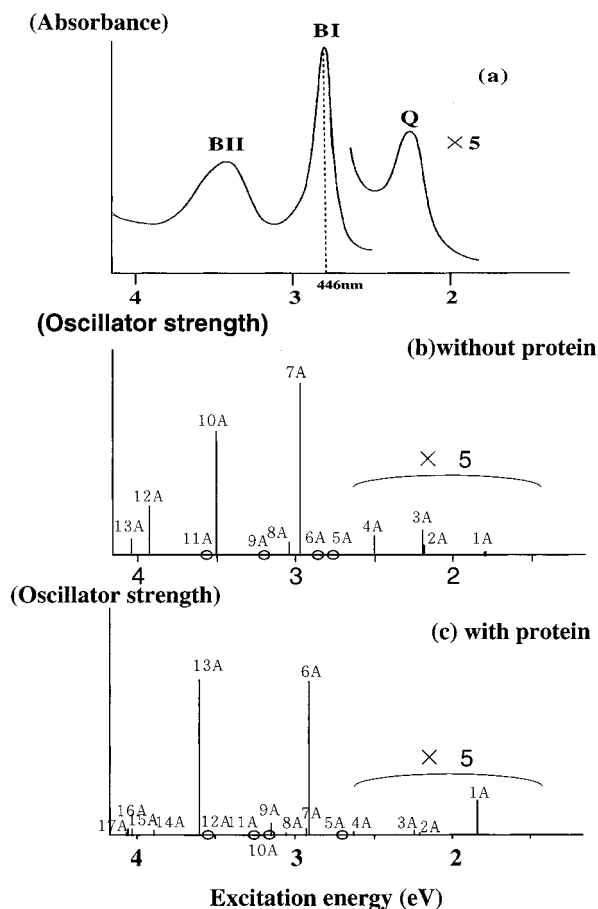 (Absorbance)
BI
(a)
BII
Q
× 5
4 3 446nm 2
(Oscillator strength)
(b)without protein
7A
10A
× 5
12A
13A 11A 9A 8A 6A 5A 4A 3A 2A 1A
4 3 2
(Oscillator strength)
(c) with protein
13A 6A
× 5
1A
16A 9A
17A 15A 14A 12A 11A 8A 7A 5A 4A 3A 2A
10A
4 3 2
Excitation energy (eV)